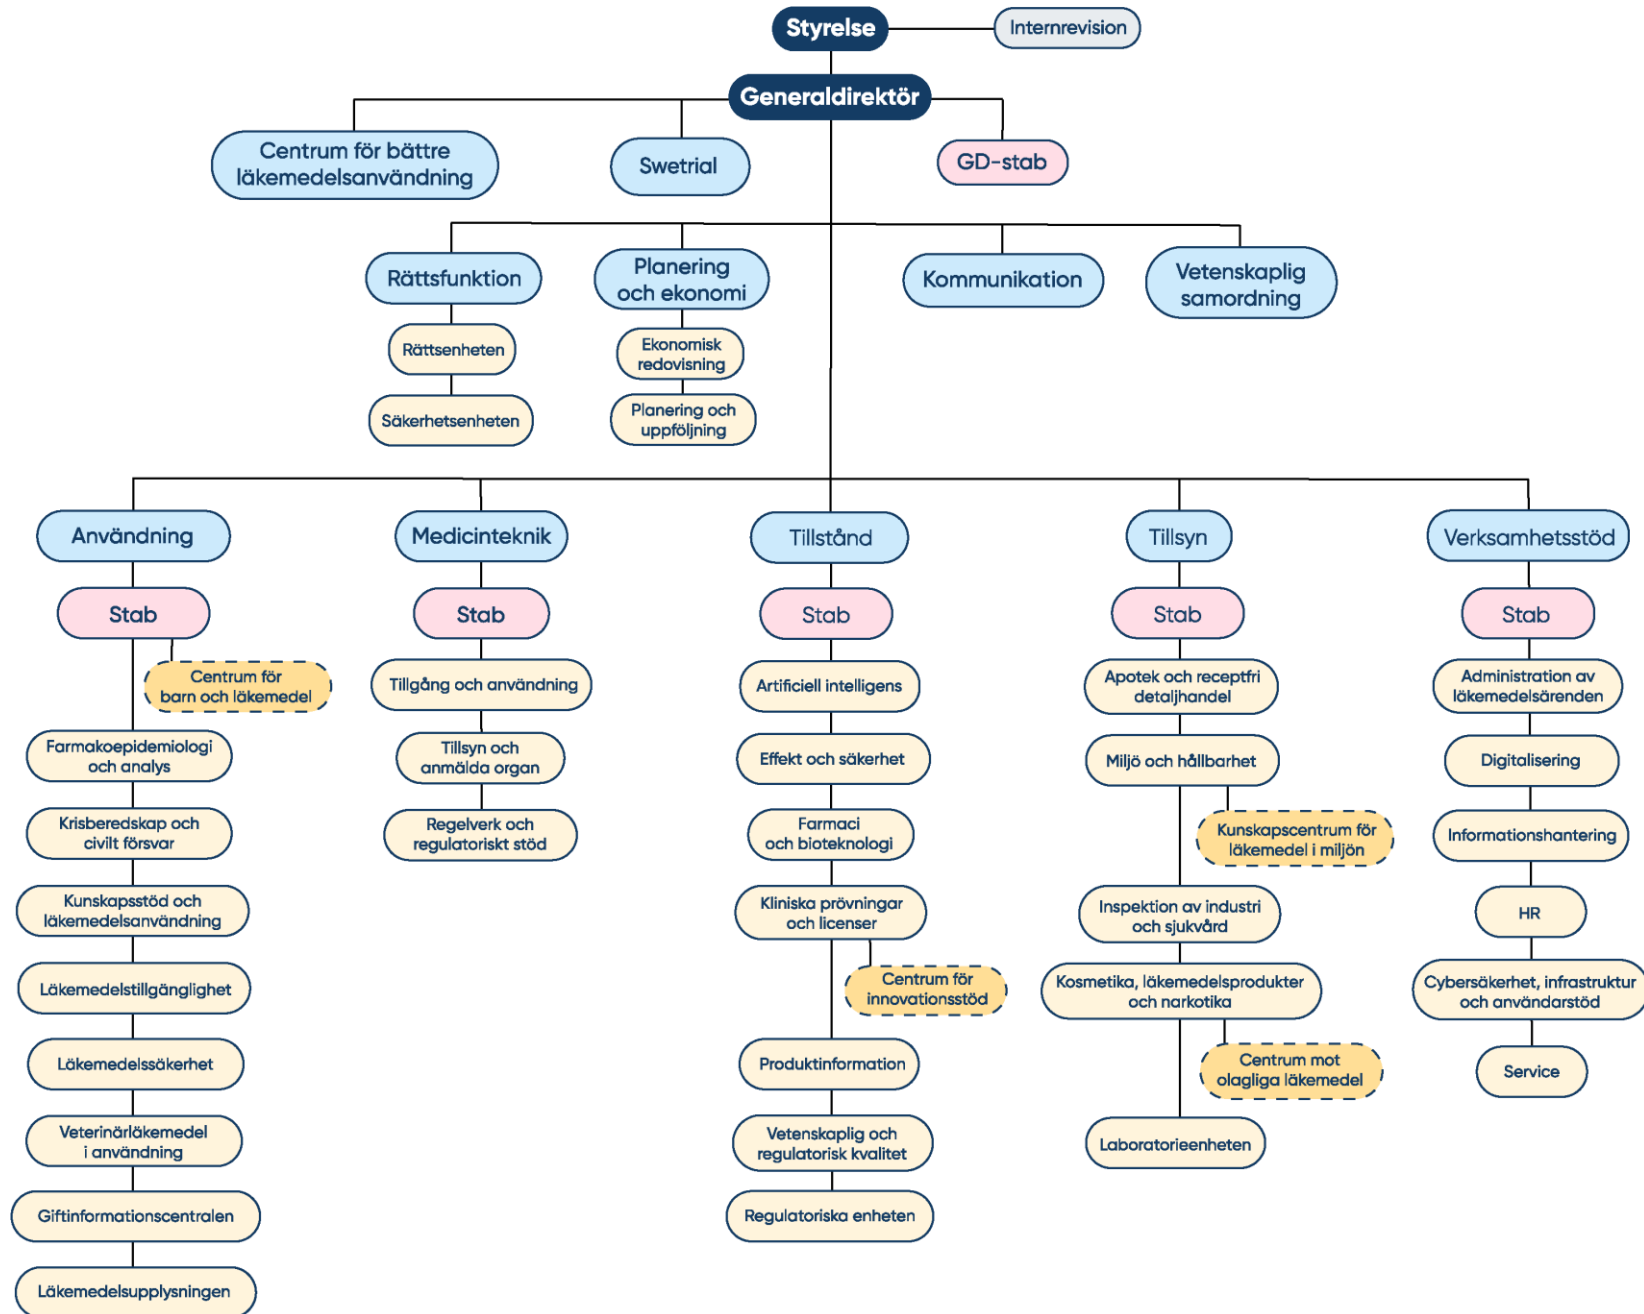 Styrelse
Internrevision
Generaldirektör
Centrum för bättre
läkemedelsanvändning
Swetrial
GD-stab
Rättsfunktion
Planering
och ekonomi
Kommunikation
Vetenskaplig
samordning
Rättsenheten
Säkerhetsenheten
Ekonomisk
redovisning
Planering och
uppföljning
Användning
Stab
Centrum för
barn och läkemedel
Farmakoepidemiologi
och analys
Krisberedskap och
civilt försvar
Kunskapsstöd och
läkemedelsanvändning
Läkemedelstillgänglighet
Läkemedelssäkerhet
Veterinärläkemedel
i användning
Giftinformationscentralen
Läkemedelsupplysningen
Medicinteknik
Stab
Tillgång och användning
Tillsyn och
anmälda organ
Regelverk och
regulatoriskt stöd
Tillstånd
Stab
Artificiell intelligens
Effekt och säkerhet
Farmaci
och bioteknologi
Kliniska prövningar
och licenser
Centrum för
innovationsstöd
Produktinformation
Vetenskaplig och
regulatorisk kvalitet
Regulatoriska enheten
Tillsyn
Stab
Apotek och receptfri
detaljhandel
Miljö och hållbarhet
Kunskapscentrum för
läkemedel i miljön
Inspektion av industri
och sjukvård
Kosmetika, läkemedelsprodukter
och narkotika
Centrum mot
olagliga läkemedel
Laboratorieenheten
Verksamhetsstöd
Stab
Administration av
läkemedelsärenden
Digitalisering
Informationshantering
HR
Cybersäkerhet, infrastruktur
och användarstöd
Service